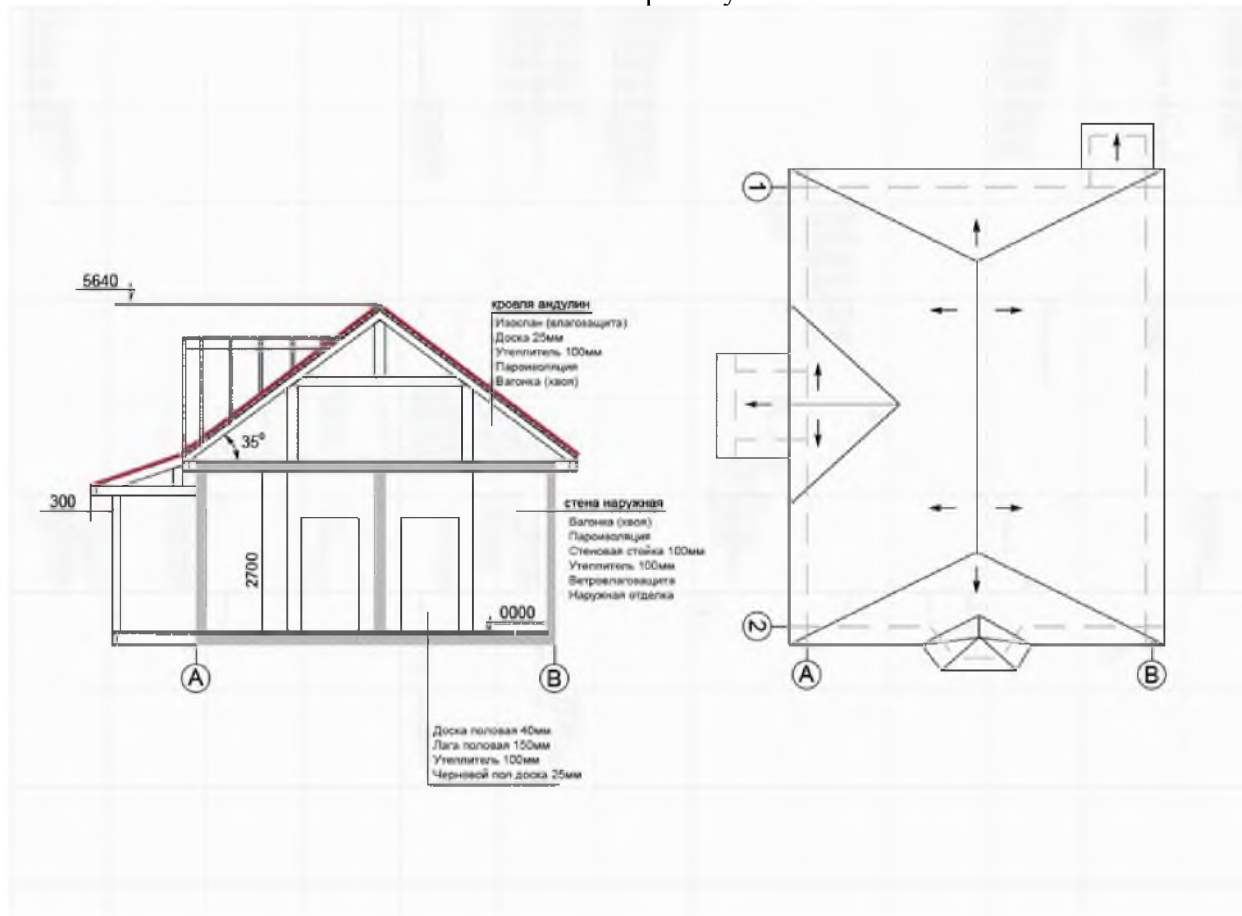 5640
кровля андулин
Изоспан (влагозащита)
Доска 25мм
Утеплитель 100мм
Пароизоляция
Вагонка (хвоя)
35⁰
300
2700
0000
стена наружная
Вагонка (хвоя)
Пароизоляция
Стеновая стойка 100мм
Утеплитель 100мм
Ветровлагозащита
Наружная отделка
А
В
Доска половая 40мм
Лага половая 150мм
Утеплитель 100мм
Черневой пол доска 25мм
1
2
А
В